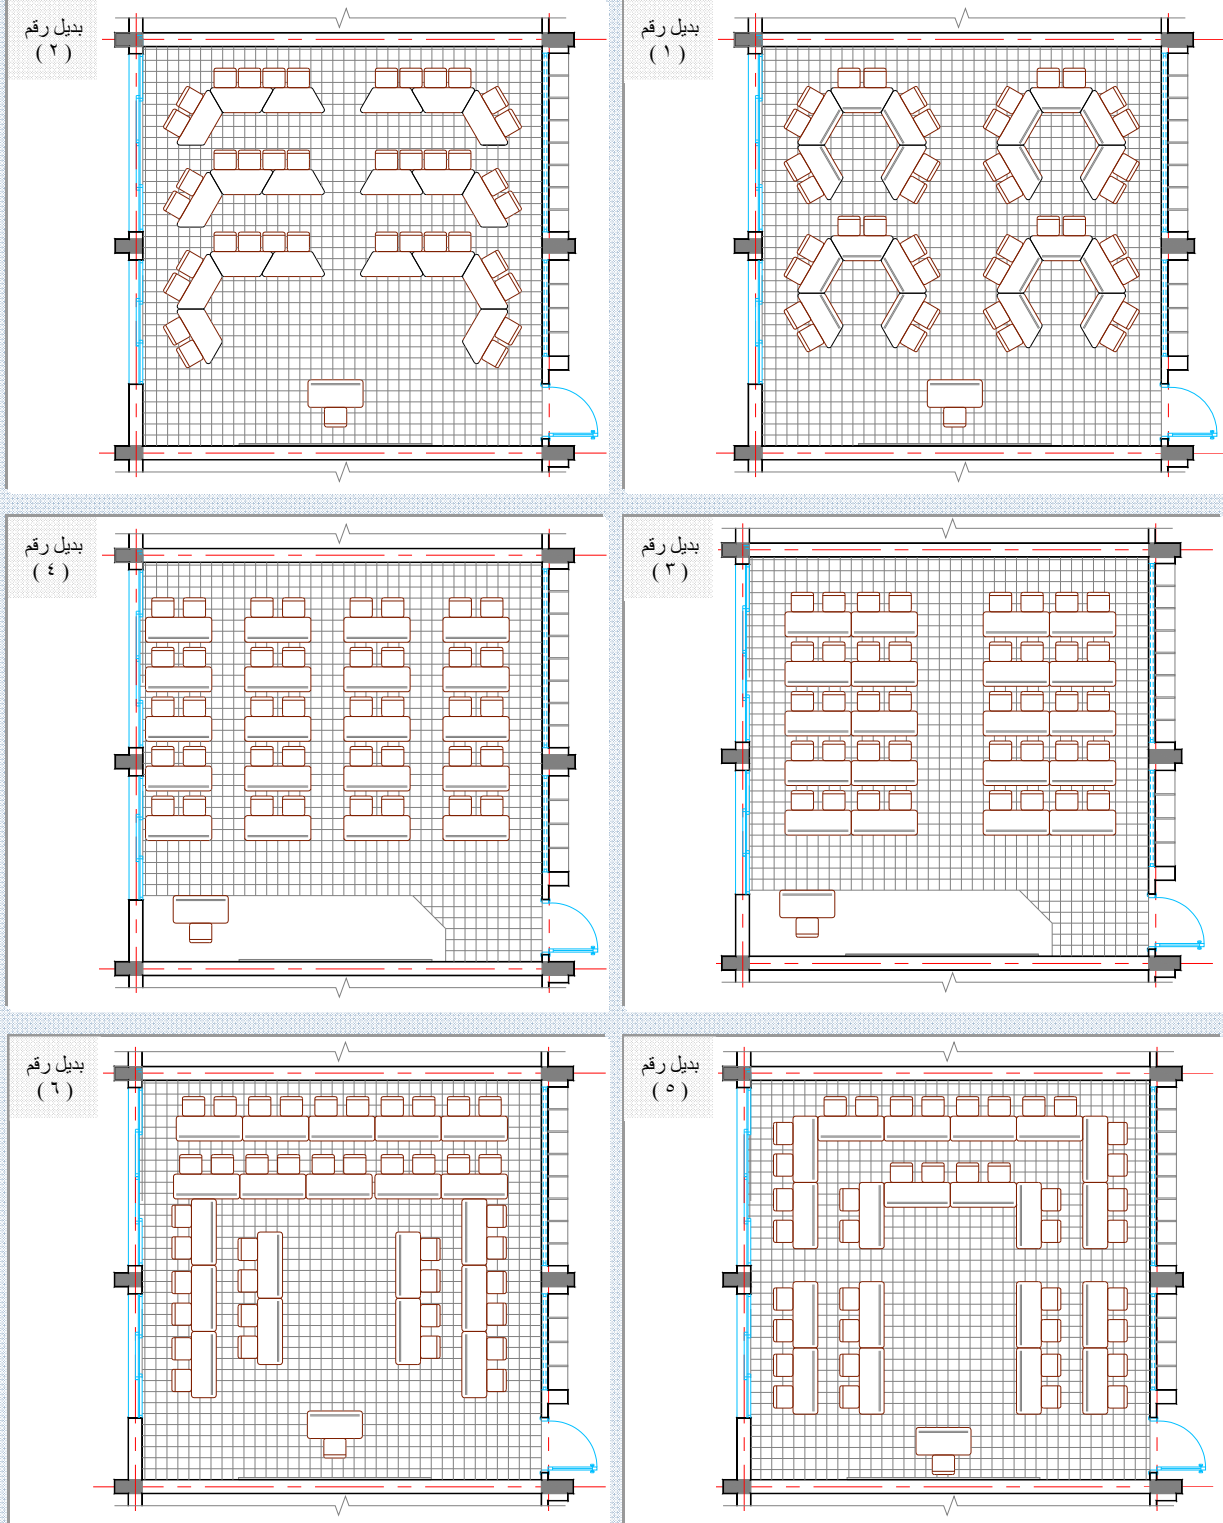 بديل رقم
( ١ )
بديل رقم
( ٢ )
بديل رقم
( ٣ )
بديل رقم
( ٤ )
بديل رقم
( ٥ )
بديل رقم
( ٦ )